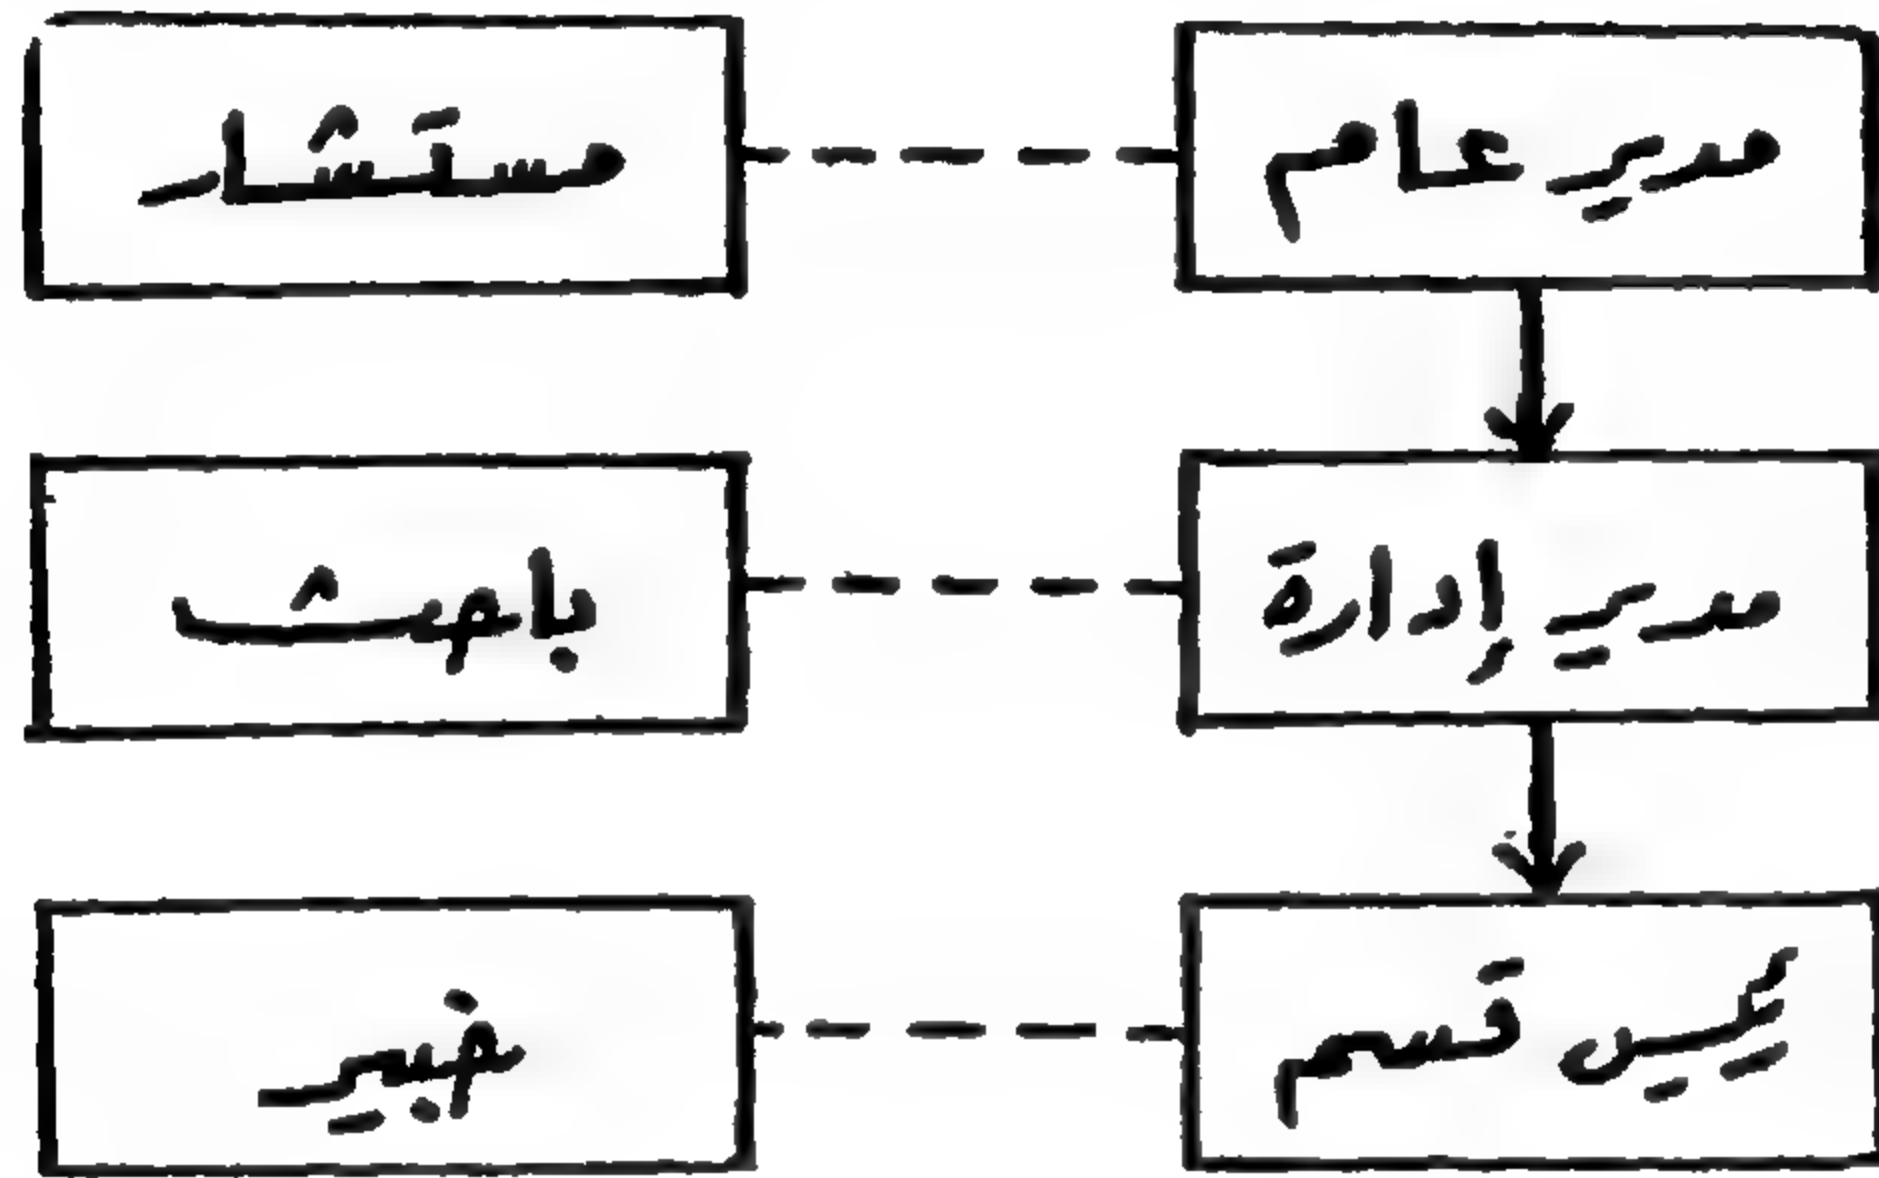 مدير عام
مستشار
مدير إدارة
باحث
رئيس قسم
خبير